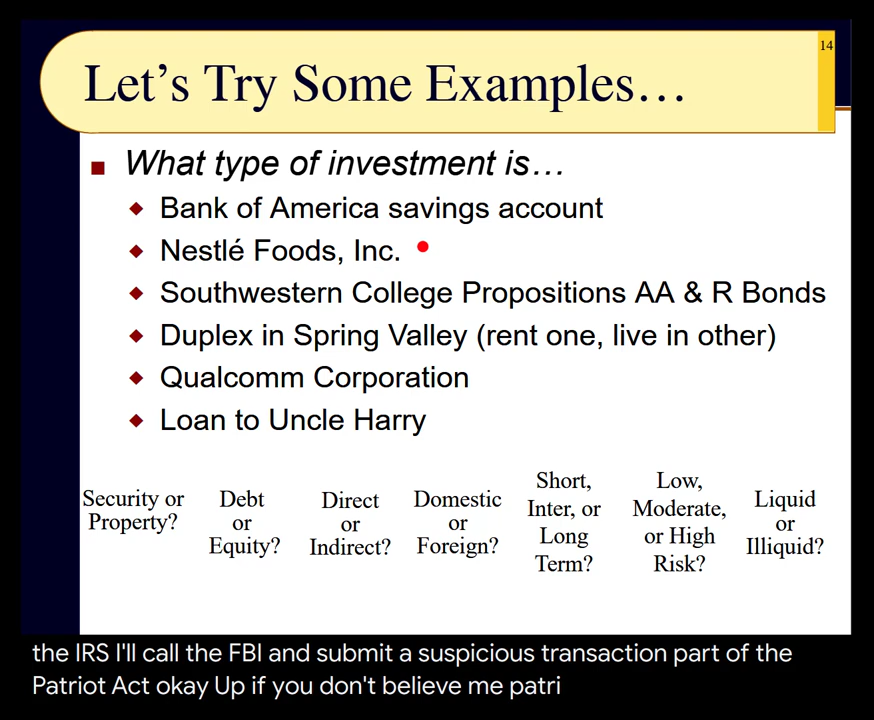 14
Let's Try Some Examples…
What type of investment is…
Bank of America savings account
Nestlé Foods, Inc.
Southwestern College Propositions AA & R Bonds
Duplex in Spring Valley (rent one, live in other)
Qualcomm Corporation
Loan to Uncle Harry
Security or
Property?
Debt
or
Equity?
Direct
or
Indirect?
Domestic
or
Foreign?
Short,
Inter, or
Long
Term?
Low,
Moderate,
or High
Risk?
Liquid
or
Illiquid?
the IRS I'll call the FBI and submit a suspicious transaction part of the
Patriot Act okay Up if you don't believe me patri